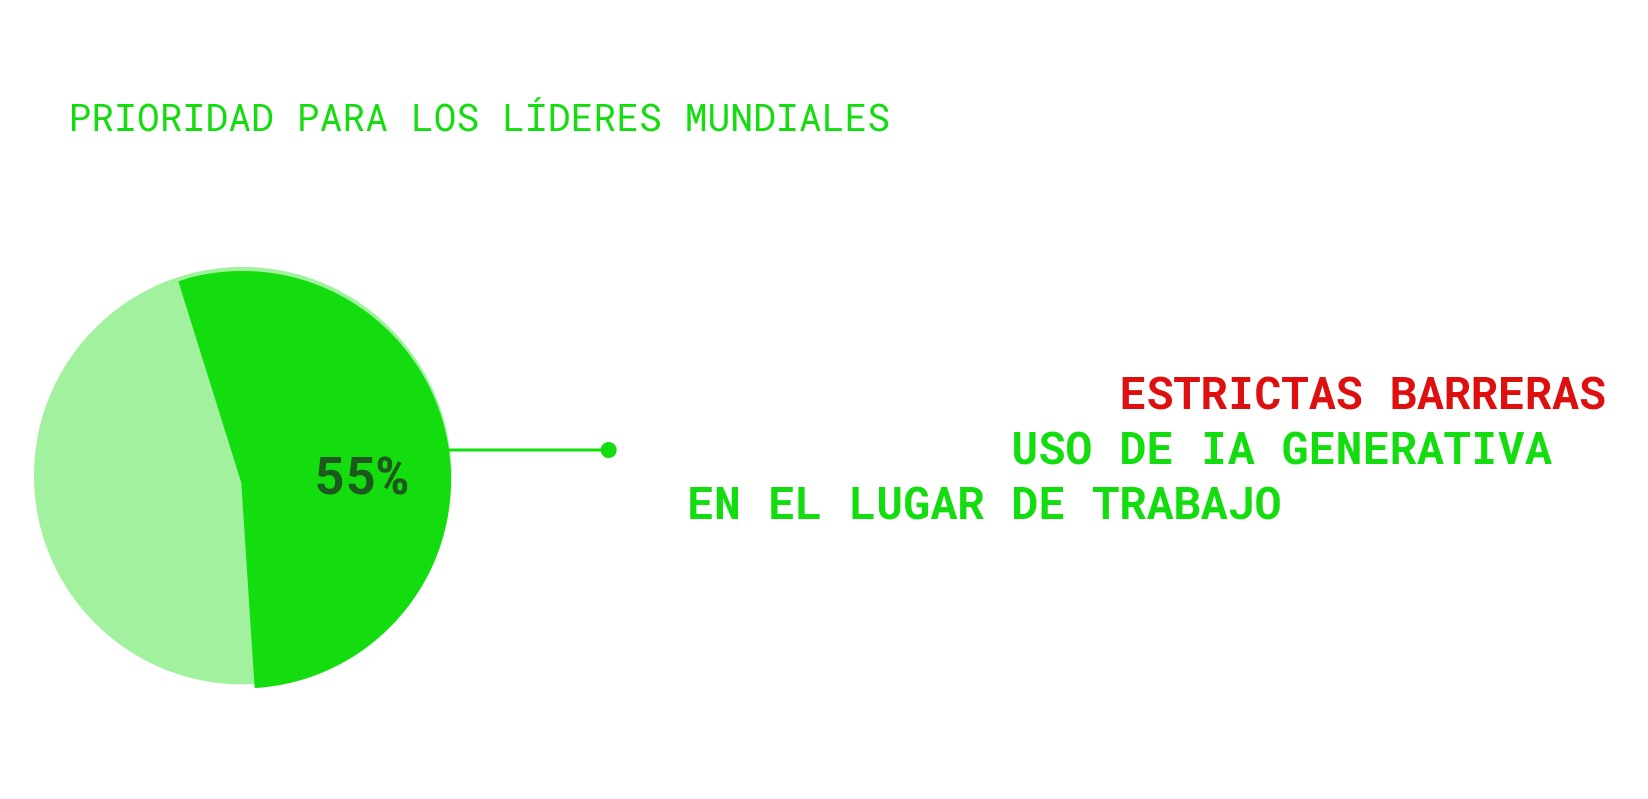 PRIORIDAD PARA LOS LÍDERES MUNDIALES
55%
ESTRICTAS BARRERAS
USO DE IA GENERATIVA
EN EL LUGAR DE TRABAJO